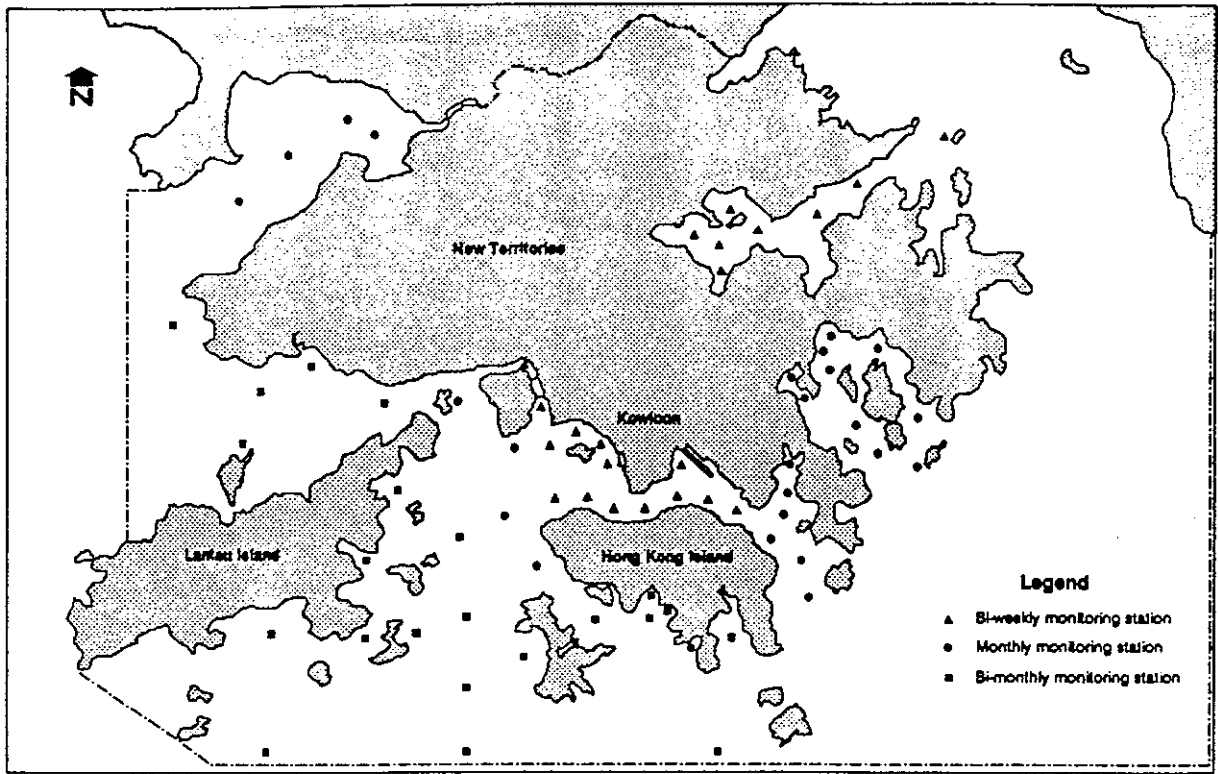 N
New Territories
Kowloon
Lantau Island
Hong Kong Island
Legend
Bi-weekly monitoring station
Monthly monitoring station
Bi-monthly monitoring station